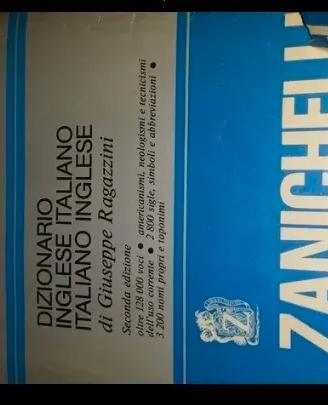 DIZIONARIO
INGLESE ITALIANO
ITALIANO INGLESE
di Giuseppe Ragazzini
Seconda edizione
oltre 128 000 voci • americanismi, neologismi e tecnicismi
dell'uso corrente • 2 800 sigle, simboli e abbreviazioni •
3 200 nomi propri e toponimi
Z
ZANICHELLI